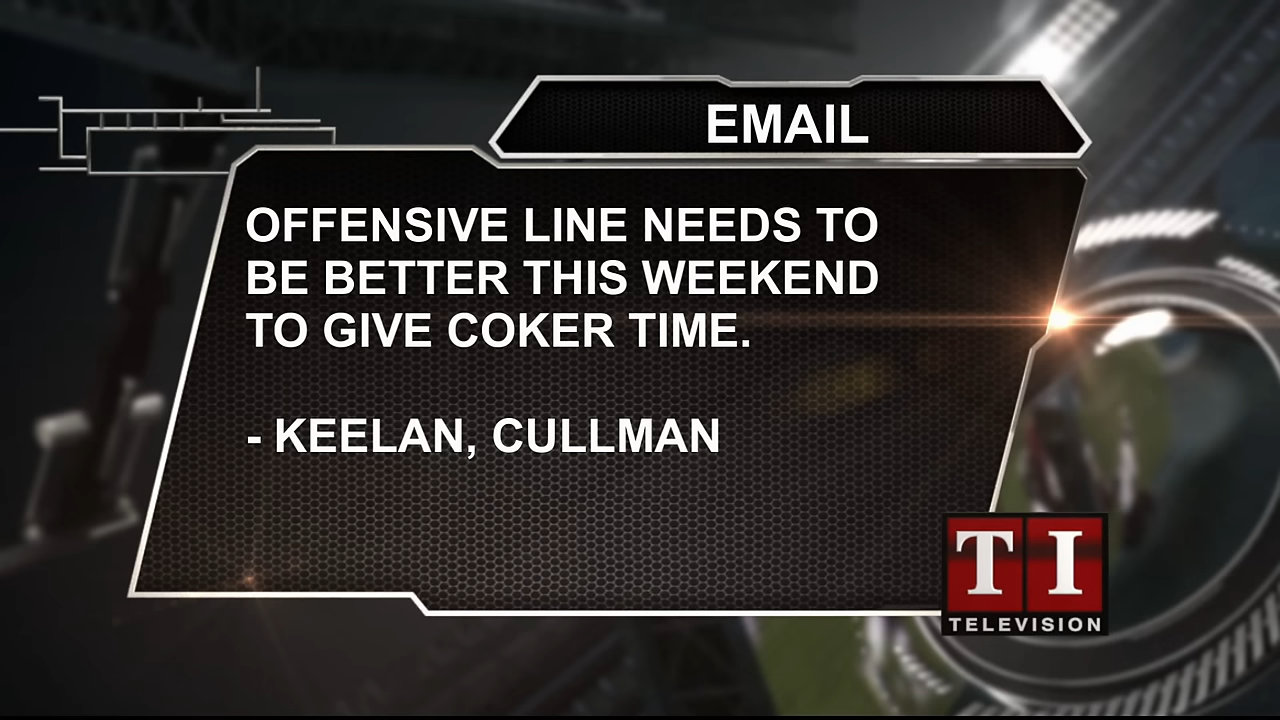 EMAIL
OFFENSIVE LINE NEEDS TO
BE BETTER THIS WEEKEND
TO GIVE COKER TIME.
- KEELAN, CULLMAN
TI
TELEVISION